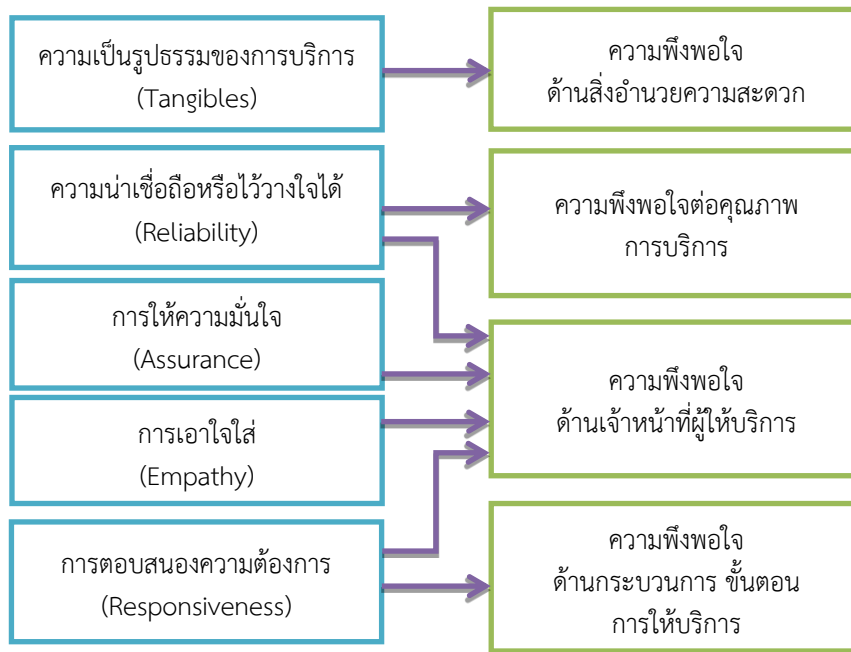 ความเป็นรูปธรรมของการบริการ
(Tangibles)
ความพึงพอใจ
ด้านสิ่งอำนวยความสะดวก
ความน่าเชื่อถือหรือไว้วางใจได้
(Reliability)
ความพึงพอใจต่อคุณภาพ
การบริการ
การให้ความมั่นใจ
(Assurance)
ความพึงพอใจ
ด้านเจ้าหน้าที่ผู้ให้บริการ
การเอาใจใส่
(Empathy)
การตอบสนองความต้องการ
(Responsiveness)
ความพึงพอใจ
ด้านกระบวนการ ขั้นตอน
การให้บริการ